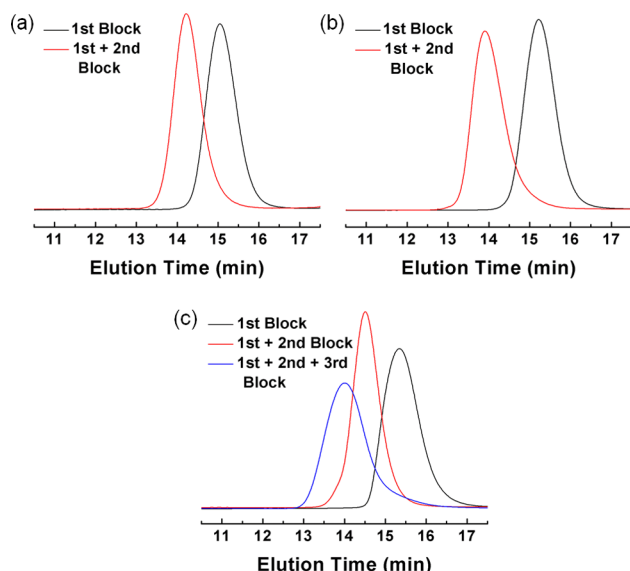 (a)
1st Block
1st + 2nd
Block
11 12 13 14 15 16 17
Elution Time (min)
(b)
1st Block
1st + 2nd
Block
11 12 13 14 15 16 17
Elution Time (min)
(c)
1st Block
1st + 2nd Block
1st + 2nd + 3rd
Block
11 12 13 14 15 16 17
Elution Time (min)